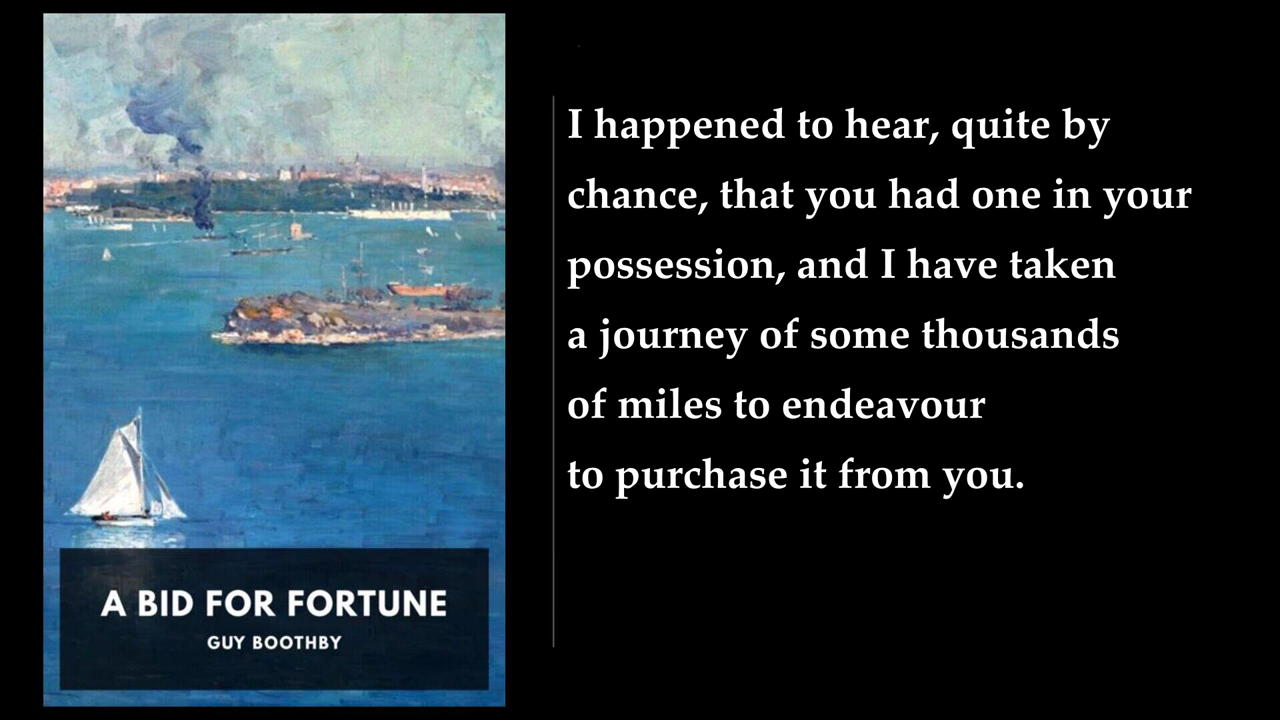 I happened to hear, quite by
chance, that you had one in your
possession, and I have taken
a journey of some thousands
of miles to endeavour
to purchase it from you.
A BID FOR FORTUNE
GUY BOOTHBY